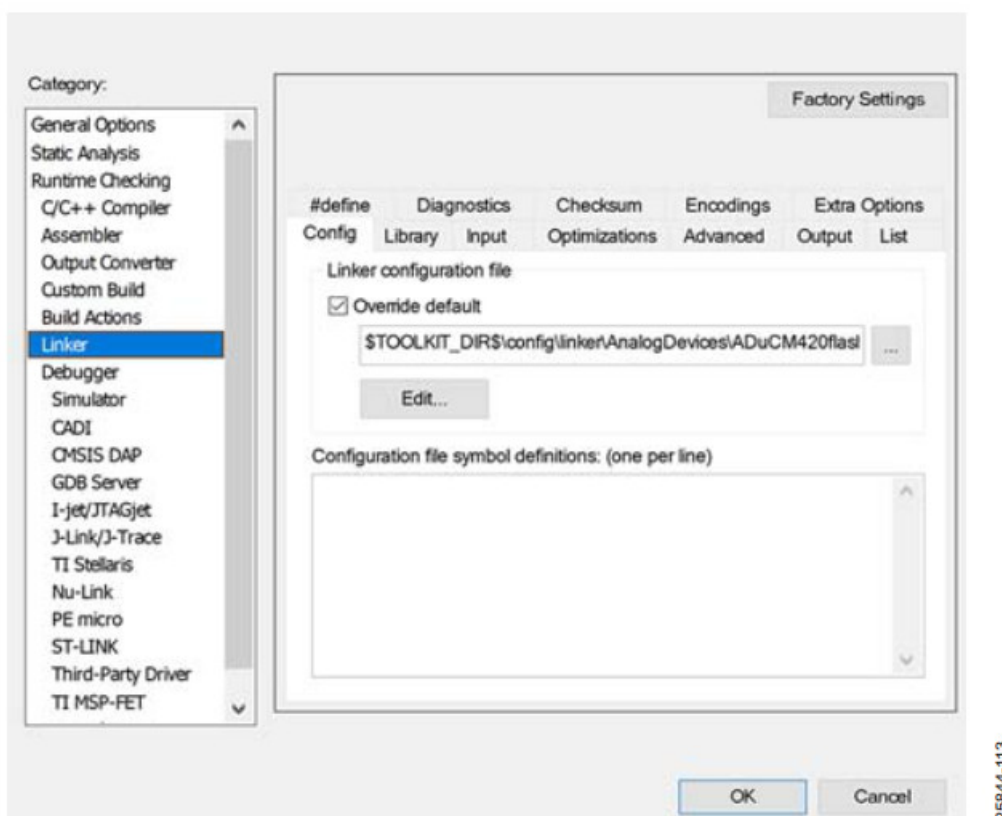 Category:
General Options
Static Analysis
Runtime Checking
C/C++ Compiler
Assembler
Output Converter
Custom Build
Build Actions
Linker
Debugger
Simulator
CADI
CMSIS DAP
GDB Server
I-jet/JTAGjet
J-Link/J-Trace
TI Stellaris
Nu-Link
PE micro
ST-LINK
Third-Party Driver
TI MSP-FET
Factory Settings
#define Diagnostics Checksum Encodings Extra Options
Config Library Input Optimizations Advanced Output List
Linker configuration file
Override default
$TOOLKIT_DIR$\config\linker\AnalogDevices\ADuCM420flasl
...
Edit...
Configuration file symbol definitions: (one per line)
OK Cancel